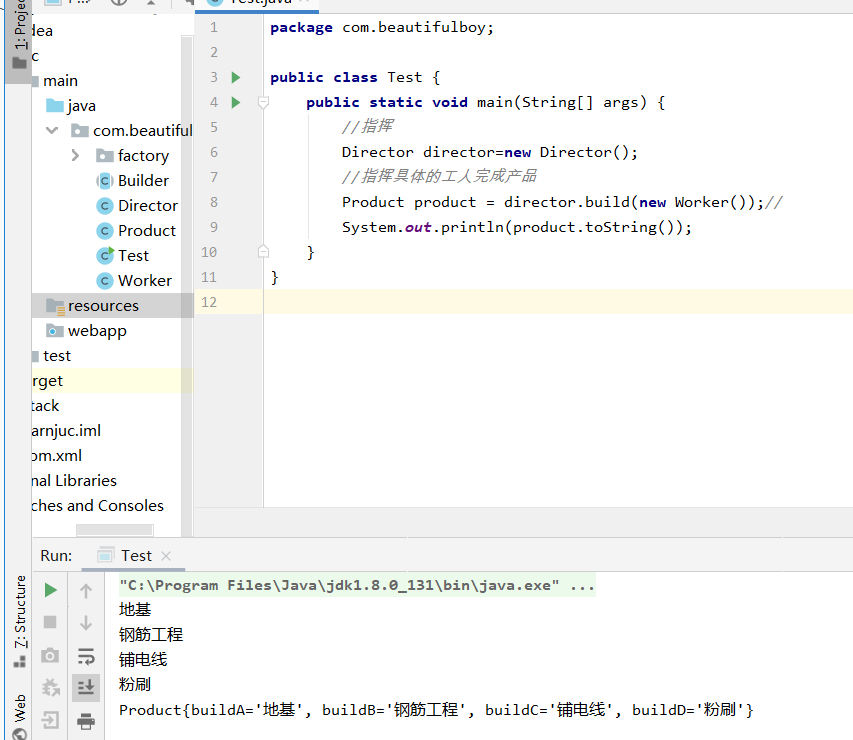 1: Project
dea
c
main
java
com.beautiful
factory
Builder
Director
Product
Test
Worker
resources
webapp
test
rget
tack
arnjuc.iml
om.xml
nal Libraries
ches and Consoles
Test.java
1 package com.beautifulboy;
2
3 public class Test {
4 public static void main(String[] args) {
5 //指挥
6 Director director=new Director();
7 //指挥具体的工人完成产品
8 Product product = director.build(new Worker());//
9 System.out.println(product.toString());
10 }
11 }
12
Run: Test
"C:\Program Files\Java\jdk1.8.0_131\bin\java.exe" ...
地基
钢筋工程
铺电线
粉刷
Product{buildA='地基', buildB='钢筋工程', buildC='铺电线', buildD='粉刷'}
Z: Structure
Web